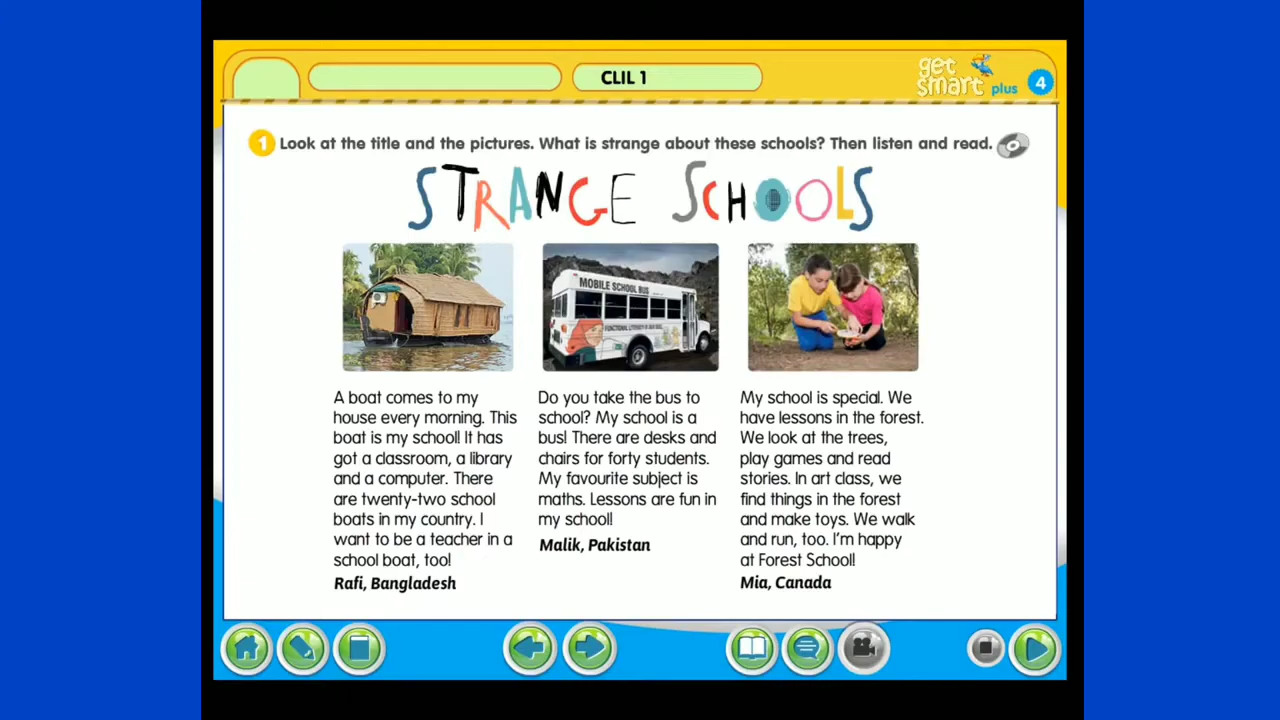 CLIL 1
get
smart plus 4
1 Look at the title and the pictures. What is strange about these schools? Then listen and read.
STRANGE SCHOOLS
MOBILE SCHOOL BUS
FUNCTIONAL LITERACY
A boat comes to my
house every morning. This
boat is my school! It has
got a classroom, a library
and a computer. There
are twenty-two school
boats in my country. I
want to be a teacher in a
school boat, too!
Rafi, Bangladesh
Do you take the bus to
school? My school is a
bus! There are desks and
chairs for forty students.
My favourite subject is
maths. Lessons are fun in
my school!
Malik, Pakistan
My school is special. We
have lessons in the forest.
We look at the trees,
play games and read
stories. In art class, we
find things in the forest
and make toys. We walk
and run, too. I'm happy
at Forest School!
Mia, Canada